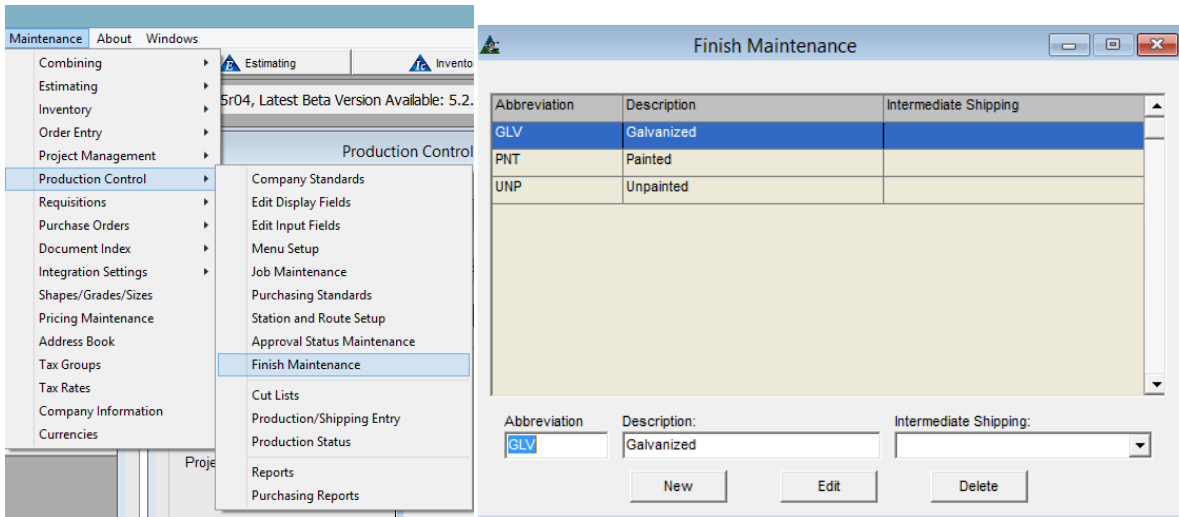 Maintenance About Windows
Combining
Estimating
Inventory
Order Entry
Project Management
Production Control
Requisitions
Purchase Orders
Document Index
Integration Settings
Shapes/Grades/Sizes
Pricing Maintenance
Address Book
Tax Groups
Tax Rates
Company Information
Currencies
E Estimating
Ic Invento
5r04, Latest Beta Version Available: 5.2.
Production Control
Company Standards
Edit Display Fields
Edit Input Fields
Menu Setup
Job Maintenance
Purchasing Standards
Station and Route Setup
Approval Status Maintenance
Finish Maintenance
Cut Lists
Production/Shipping Entry
Production Status
Reports
Purchasing Reports
Proje
Finish Maintenance
Abbreviation Description Intermediate Shipping
GLV Galvanized
PNT Painted
UNP Unpainted
Abbreviation Description: Intermediate Shipping:
GLV Galvanized
New Edit Delete